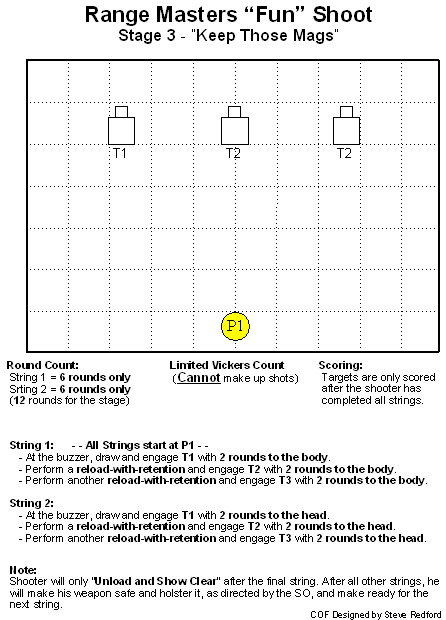 Range Masters “Fun” Shoot
Stage 3 - "Keep Those Mags"
T1 T2 T2
P1
Round Count:
String 1 = 6 rounds only
Srting 2 = 6 rounds only
(12 rounds for the stage)
Limited Vickers Count
(Cannot make up shots)
Scoring:
Targets are only scored
after the shooter has
completed all strings.
String 1: - - All Strings start at P1 - -
- At the buzzer, draw and engage T1 with 2 rounds to the body.
- Perform a reload-with-retention and engage T2 with 2 rounds to the body.
- Perform another reload-with-retention and engage T3 with 2 rounds to the body.
String 2:
- At the buzzer, draw and engage T1 with 2 rounds to the head.
- Perform a reload-with-retention and engage T2 with 2 rounds to the head.
- Perform another reload-with-retention and engage T3 with 2 rounds to the head.
Note:
Shooter will only "Unload and Show Clear" after the final string. After all other strings, he
will make his weapon safe and holster it, as directed by the SO, and make ready for the
next string.
COF Designed by Steve Redford